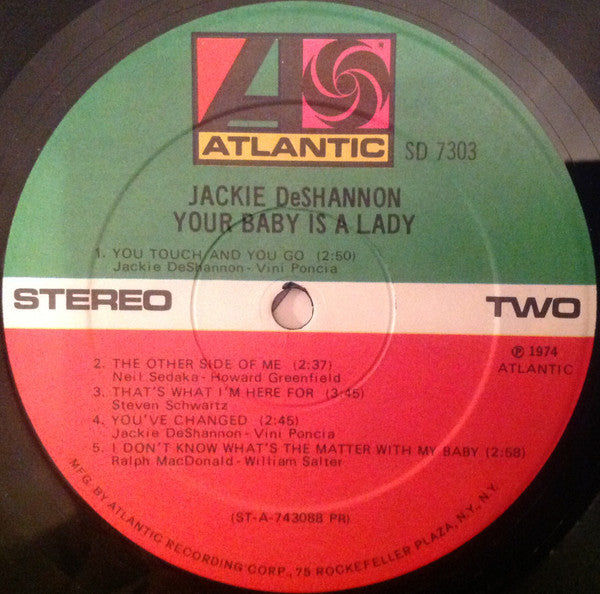 ATLANTIC
SD 7303
JACKIE DeSHANNON
YOUR BABY IS A LADY
1. YOU TOUCH AND YOU GO (2:50)
Jackie DeShannon - Vini Poncia
STEREO
TWO
℗ 1974
ATLANTIC
2. THE OTHER SIDE OF ME (2:37)
Neil Sedaka - Howard Greenfield
3. THAT'S WHAT I'M HERE FOR (3:45)
Steven Schwartz
4. YOU'VE CHANGED (2:45)
Jackie DeShannon - Vini Poncia
5. I DON'T KNOW WHAT'S THE MATTER WITH MY BABY (2:58)
Ralph MacDonald - William Salter
(ST-A-743088 PR)
MFG. BY ATLANTIC RECORDING CORP., 75 ROCKEFELLER PLAZA, N.Y., N.Y.